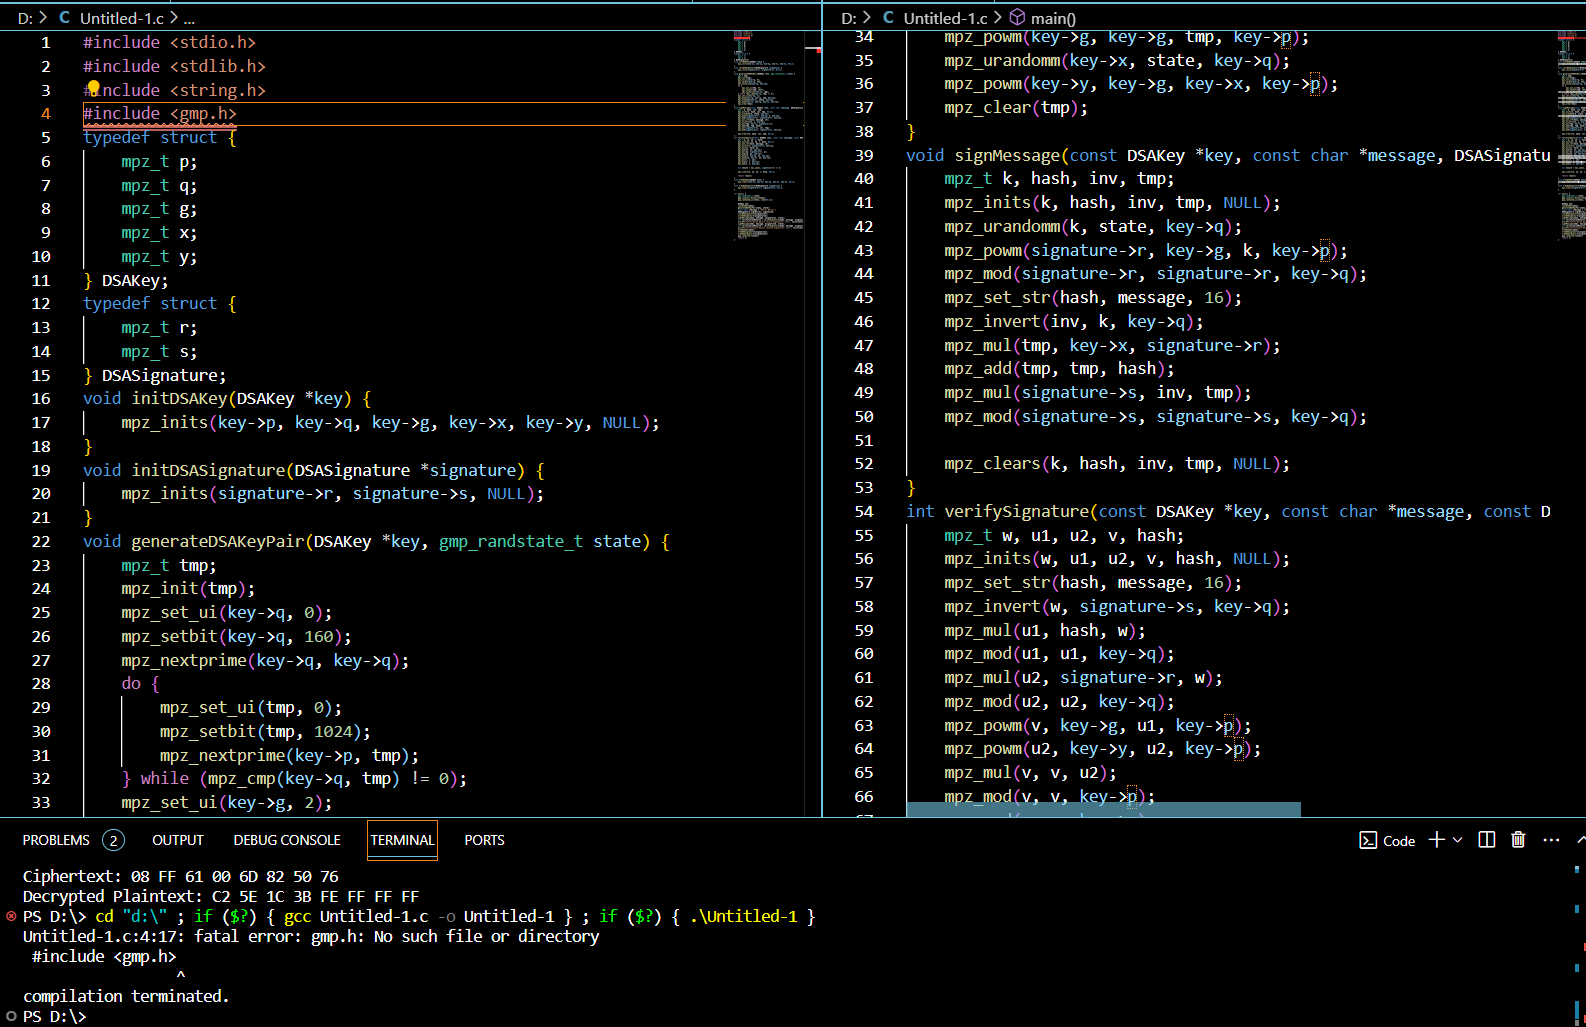 D: > C Untitled-1.c > ...
1 #include <stdio.h>
2 #include <stdlib.h>
3 #include <string.h>
4 #include <gmp.h>
5 typedef struct {
6 mpz_t p;
7 mpz_t q;
8 mpz_t g;
9 mpz_t x;
10 mpz_t y;
11 } DSAKey;
12 typedef struct {
13 mpz_t r;
14 mpz_t s;
15 } DSASignature;
16 void initDSAKey(DSAKey *key) {
17 mpz_inits(key->p, key->q, key->g, key->x, key->y, NULL);
18 }
19 void initDSASignature(DSASignature *signature) {
20 mpz_inits(signature->r, signature->s, NULL);
21 }
22 void generateDSAKeyPair(DSAKey *key, gmp_randstate_t state) {
23 mpz_t tmp;
24 mpz_init(tmp);
25 mpz_set_ui(key->q, 0);
26 mpz_setbit(key->q, 160);
27 mpz_nextprime(key->q, key->q);
28 do {
29 mpz_set_ui(tmp, 0);
30 mpz_setbit(tmp, 1024);
31 mpz_nextprime(key->p, tmp);
32 } while (mpz_cmp(key->q, tmp) != 0);
33 mpz_set_ui(key->g, 2);
D: > C Untitled-1.c > main()
34 mpz_powm(key->g, key->g, tmp, key->p);
35 mpz_urandomm(key->x, state, key->q);
36 mpz_powm(key->y, key->g, key->x, key->p);
37 mpz_clear(tmp);
38 }
39 void signMessage(const DSAKey *key, const char *message, DSASignatu
40 mpz_t k, hash, inv, tmp;
41 mpz_inits(k, hash, inv, tmp, NULL);
42 mpz_urandomm(k, state, key->q);
43 mpz_powm(signature->r, key->g, k, key->p);
44 mpz_mod(signature->r, signature->r, key->q);
45 mpz_set_str(hash, message, 16);
46 mpz_invert(inv, k, key->q);
47 mpz_mul(tmp, key->x, signature->r);
48 mpz_add(tmp, tmp, hash);
49 mpz_mul(signature->s, inv, tmp);
50 mpz_mod(signature->s, signature->s, key->q);
51
52 mpz_clears(k, hash, inv, tmp, NULL);
53 }
54 int verifySignature(const DSAKey *key, const char *message, const D
55 mpz_t w, u1, u2, v, hash;
56 mpz_inits(w, u1, u2, v, hash, NULL);
57 mpz_set_str(hash, message, 16);
58 mpz_invert(w, signature->s, key->q);
59 mpz_mul(u1, hash, w);
60 mpz_mod(u1, u1, key->q);
61 mpz_mul(u2, signature->r, w);
62 mpz_mod(u2, u2, key->q);
63 mpz_powm(v, key->g, u1, key->p);
64 mpz_powm(u2, key->y, u2, key->p);
65 mpz_mul(v, v, u2);
66 mpz_mod(v, v, key->p);
PROBLEMS 2 OUTPUT DEBUG CONSOLE TERMINAL PORTS
Code
Ciphertext: 08 FF 61 00 6D 82 50 76
Decrypted Plaintext: C2 5E 1C 3B FE FF FF FF
PS D:\> cd "d:\" ; if ($?) { gcc Untitled-1.c -o Untitled-1 } ; if ($?) { .\Untitled-1 }
Untitled-1.c:4:17: fatal error: gmp.h: No such file or directory
#include <gmp.h>
^
compilation terminated.
PS D:\>